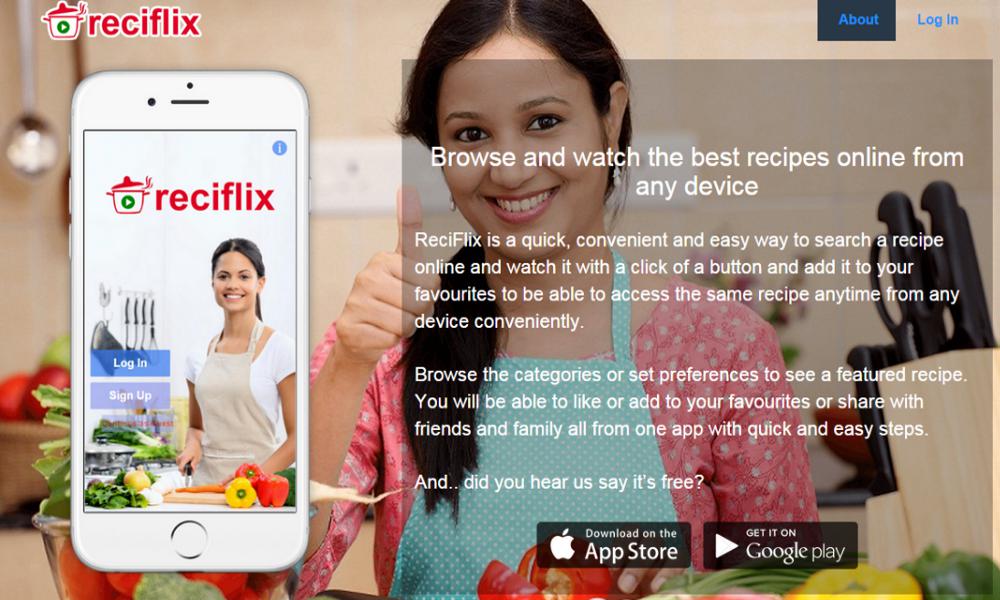 reciflix
About
Log In
reciflix
Log In
Sign Up
Continue as Guest
Browse and watch the best recipes online from
any device
ReciFlix is a quick, convenient and easy way to search a recipe
online and watch it with a click of a button and add it to your
favourites to be able to access the same recipe anytime from any
device conveniently.
Browse the categories or set preferences to see a featured recipe.
You will be able to like or add to your favourites or share with
friends and family all from one app with quick and easy steps.
And.. did you hear us say it's free?
Download on the
App Store
GET IT ON
Google play